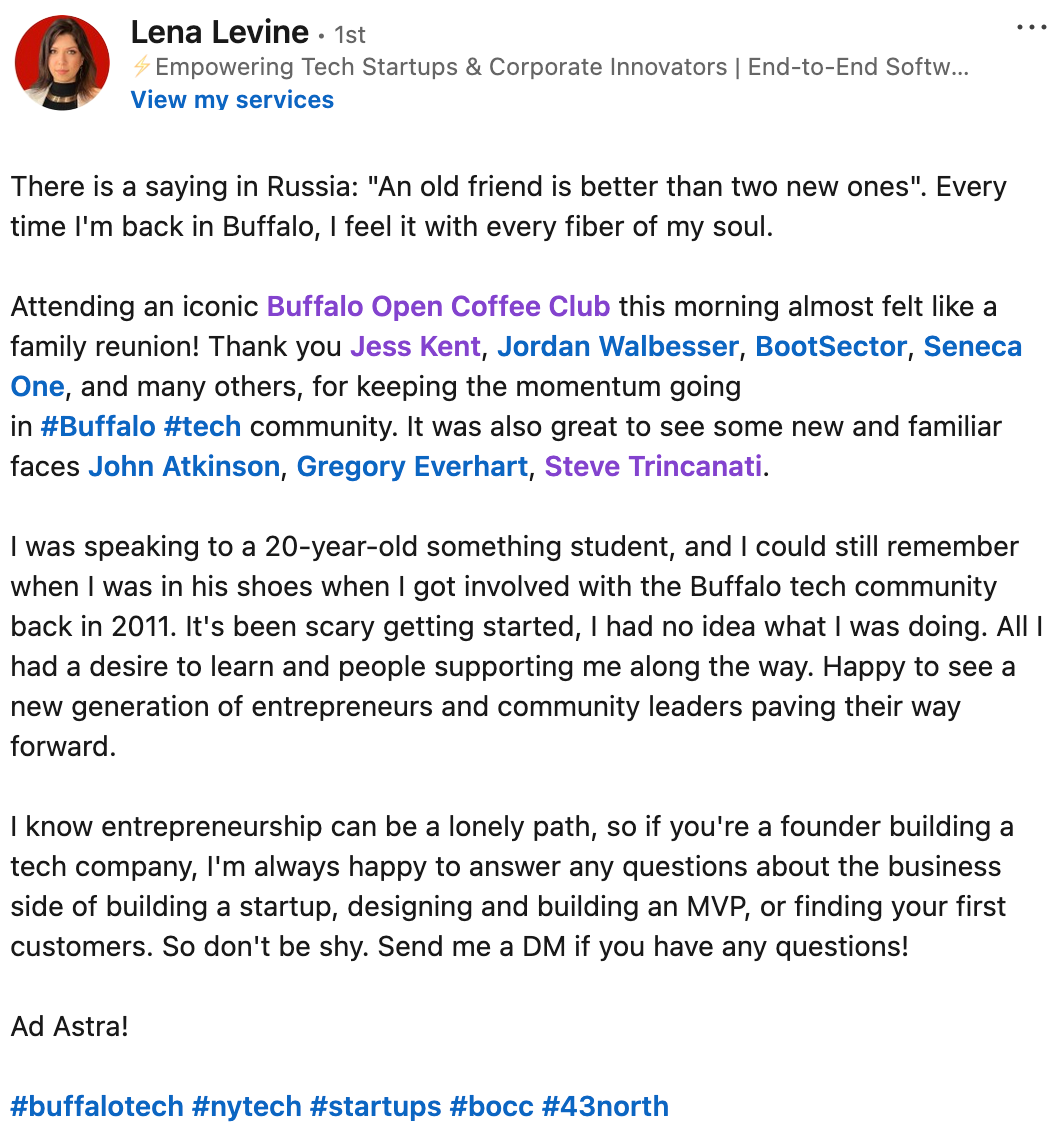 Lena Levine • 1st
⚡Empowering Tech Startups & Corporate Innovators | End-to-End Softw...
View my services
There is a saying in Russia: "An old friend is better than two new ones". Every
time I'm back in Buffalo, I feel it with every fiber of my soul.
Attending an iconic Buffalo Open Coffee Club this morning almost felt like a
family reunion! Thank you Jess Kent, Jordan Walbesser, BootSector, Seneca
One, and many others, for keeping the momentum going
in #Buffalo #tech community. It was also great to see some new and familiar
faces John Atkinson, Gregory Everhart, Steve Trincanati.
I was speaking to a 20-year-old something student, and I could still remember
when I was in his shoes when I got involved with the Buffalo tech community
back in 2011. It's been scary getting started, I had no idea what I was doing. All I
had a desire to learn and people supporting me along the way. Happy to see a
new generation of entrepreneurs and community leaders paving their way
forward.
I know entrepreneurship can be a lonely path, so if you're a founder building a
tech company, I'm always happy to answer any questions about the business
side of building a startup, designing and building an MVP, or finding your first
customers. So don't be shy. Send me a DM if you have any questions!
Ad Astra!
#buffalotech #nytech #startups #bocc #43north